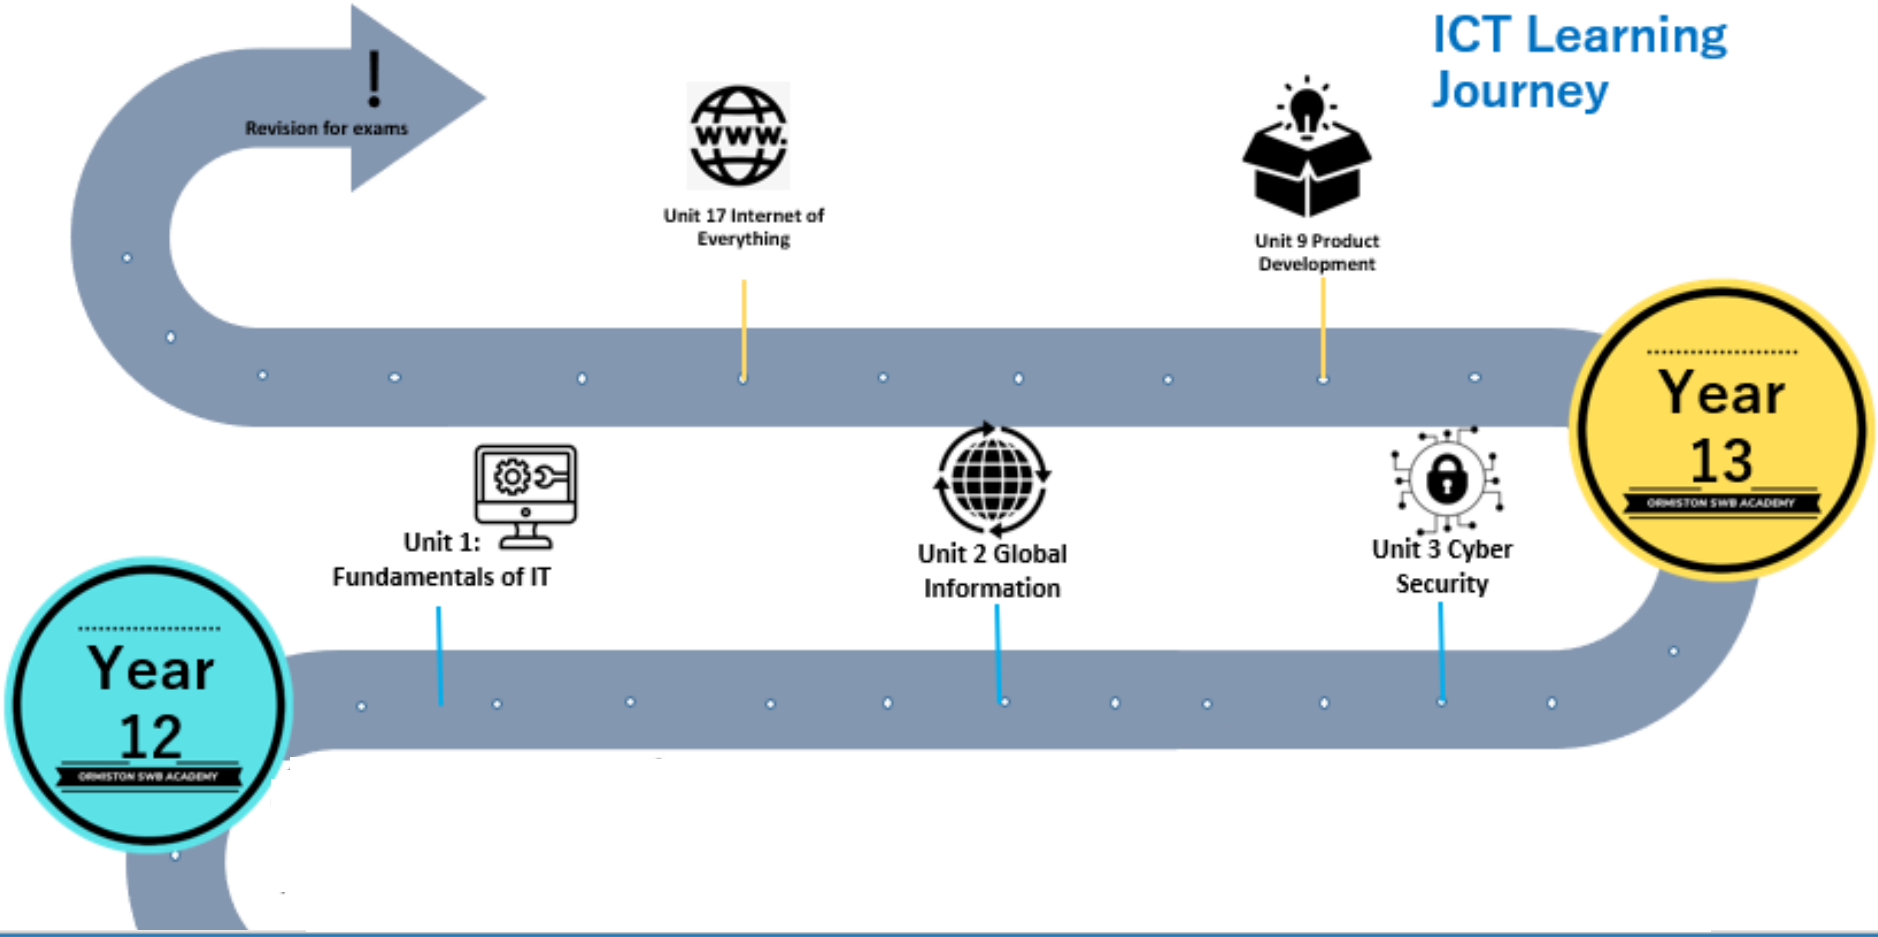 ICT Learning
Journey
!
Revision for exams
WWW.
Unit 17 Internet of
Everything
Unit 9 Product
Development
Year
13
ORMISTON SWB ACADEMY
Unit 1:
Fundamentals of IT
Unit 2 Global
Information
Unit 3 Cyber
Security
Year
12
ORMISTON SWB ACADEMY